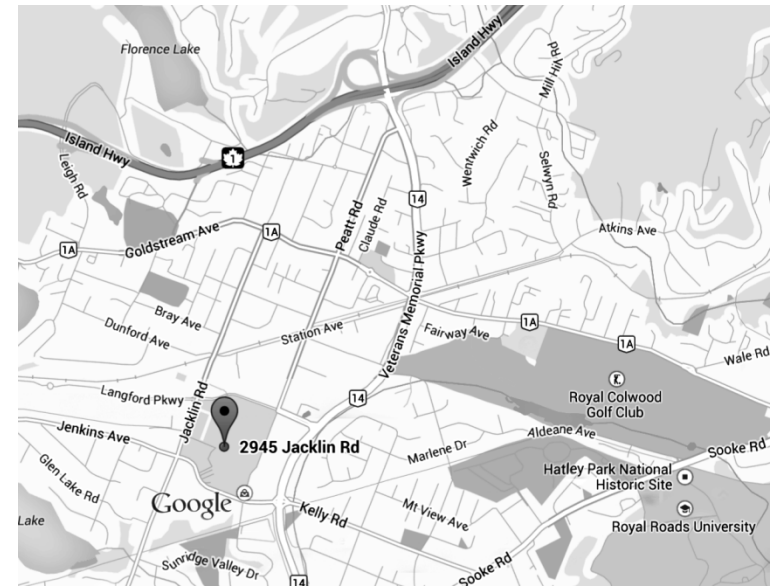 Florence Lake
Island Hwy
Mill Hill Rd
Island Hwy
1
Leigh Rd
Wentwich Rd
Selwyn Rd
14
Peatt Rd
Claude Rd
1A
Goldstream Ave
1A
Atkins Ave
Veterans Memorial Pkwy
Bray Ave
Dunford Ave
Station Ave
Fairway Ave
1A
1A
Wale Rd
Langford Pkwy
14
Royal Colwood
Golf Club
Jacklin Rd
Jenkins Ave
2945 Jacklin Rd
Aldeane Ave
Marlene Dr
Sooke Rd
Glen Lake Rd
Hatley Park National
Historic Site
Google
Kelly Rd
Mt View Ave
Lake
Royal Roads University
Sunridge Valley Dr
14
Sooke Rd